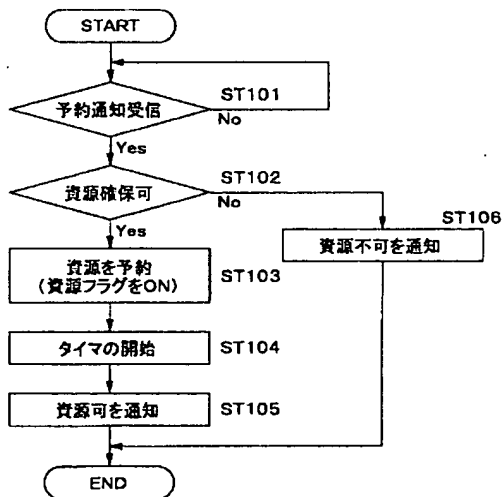 START
予約通知受信
ST101
No
Yes
資源確保可
ST102
No
Yes
ST106
資源不可を通知
資源を予約
(資源フラグをON)
ST103
タイマの開始
ST104
資源可を通知
ST105
END